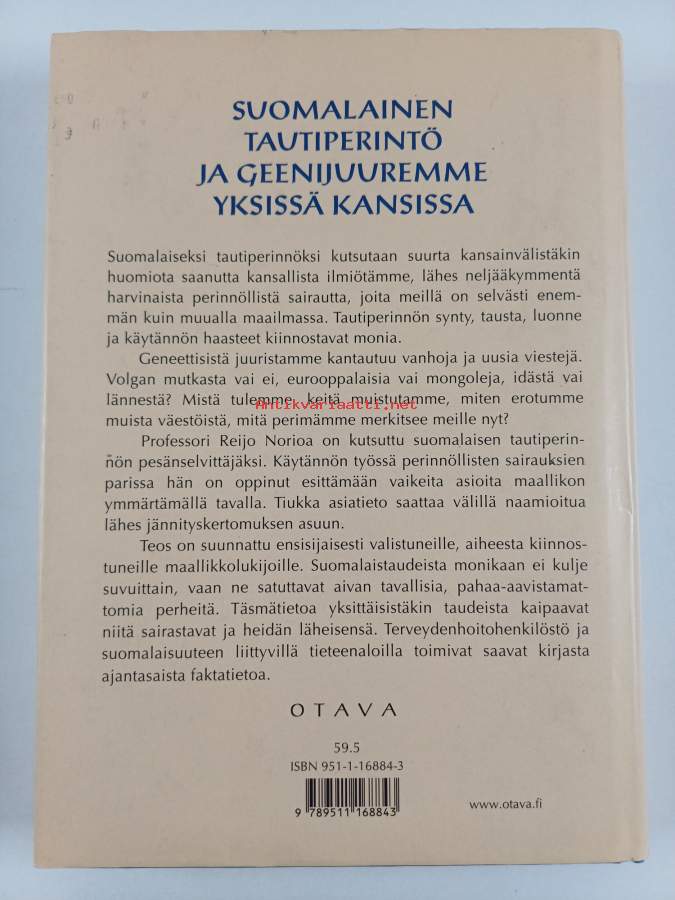 SUOMALAINEN
TAUTIPERINTÖ
JA GEENIJUUREMME
YKSISSÄ KANSISSA
Suomalaiseksi tautiperinnöksi kutsutaan suurta kansainvälistäkin
huomiota saanutta kansallista ilmiötämme, lähes neljääkymmentä
harvinaista perinnöllistä sairautta, joita meillä on selvästi enem-
män kuin muualla maailmassa. Tautiperinnön synty, tausta, luonne
ja käytännön haasteet kiinnostavat monia.
Geneettisistä juuristamme kantautuu vanhoja ja uusia viestejä.
Volgan mutkasta vai ei, eurooppalaisia vai mongoleja, idästä vai
lännestä? Mistä tulemme, keitä muistutamme, miten erotumme
Antikvariaatti.net
muista väestöistä, mitä perimämme merkitsee meille nyt?
Professori Reijo Norioa on kutsuttu suomalaisen tautiperin-
nön pesänselvittäjäksi. Käytännön työssä perinnöllisten sairauksien
parissa hän on oppinut esittämään vaikeita asioita maallikon
ymmärtämällä tavalla. Tiukka asiatieto saattaa välillä naamioitua
lähes jännityskertomuksen asuun.
Teos on suunnattu ensisijaisesti valistuneille, aiheesta kiinnos-
tuneille maallikkolukijoille. Suomalaistaudeista monikaan ei kulje
suvuittain, vaan ne satuttavat aivan tavallisia, pahaa-aavistamat-
tomia perheitä. Täsmätietoa yksittäisistäkin taudeista kaipaavat
niitä sairastavat ja heidän läheisensä. Terveydenhoitohenkilöstö ja
suomalaisuuteen liittyvillä tieteenaloilla toimivat saavat kirjasta
ajantasaista faktatietoa.
OTAVA
59.5
ISBN 951-1-16884-3
9 789511 168843
www.otava.fi